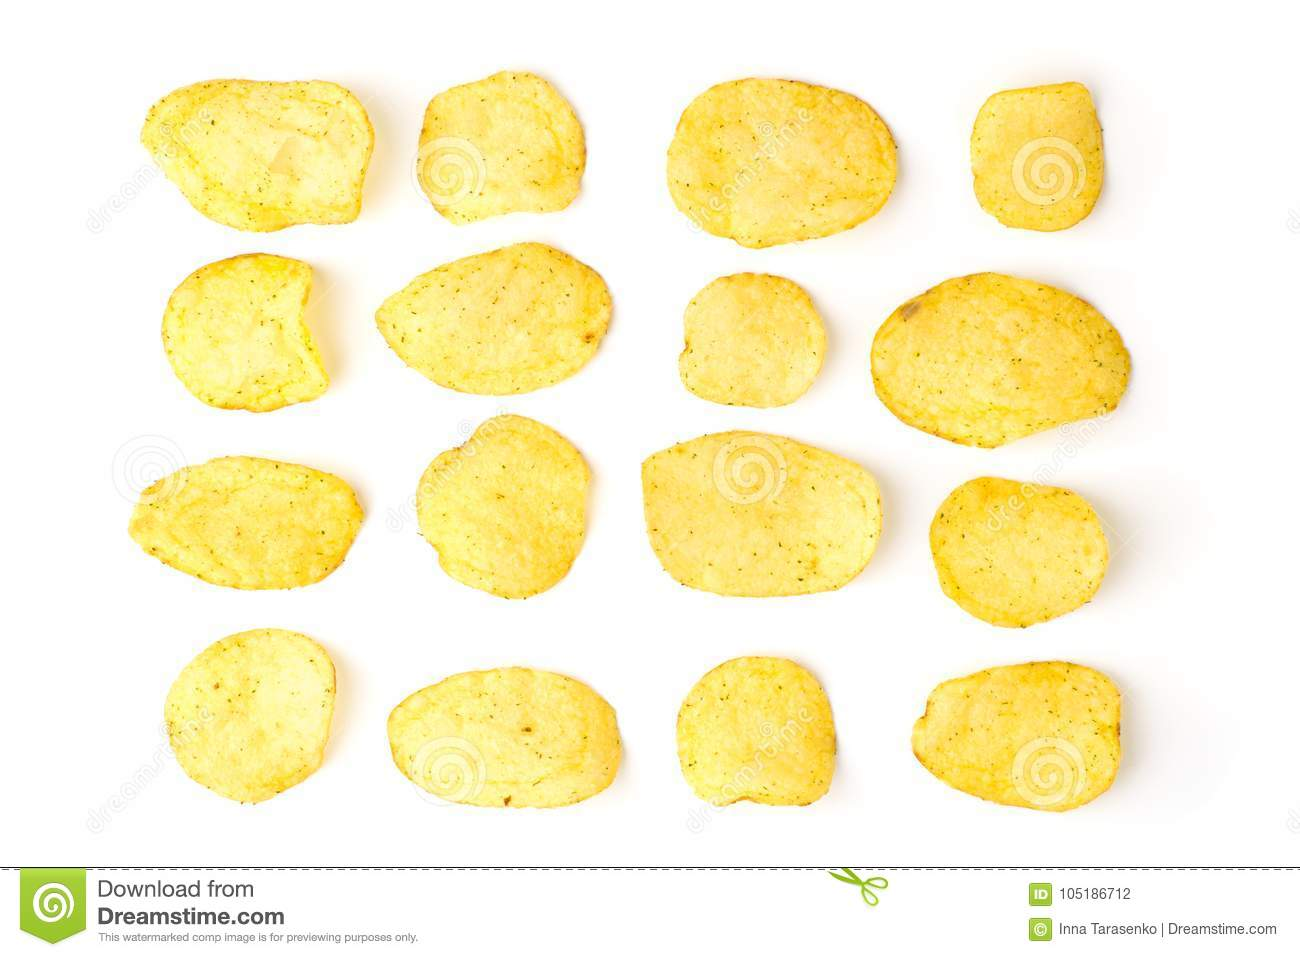 Download from
Dreamstime.com
This watermarked comp image is for previewing purposes only.
ID 105186712
© Inna Tarasenko | Dreamstime.com